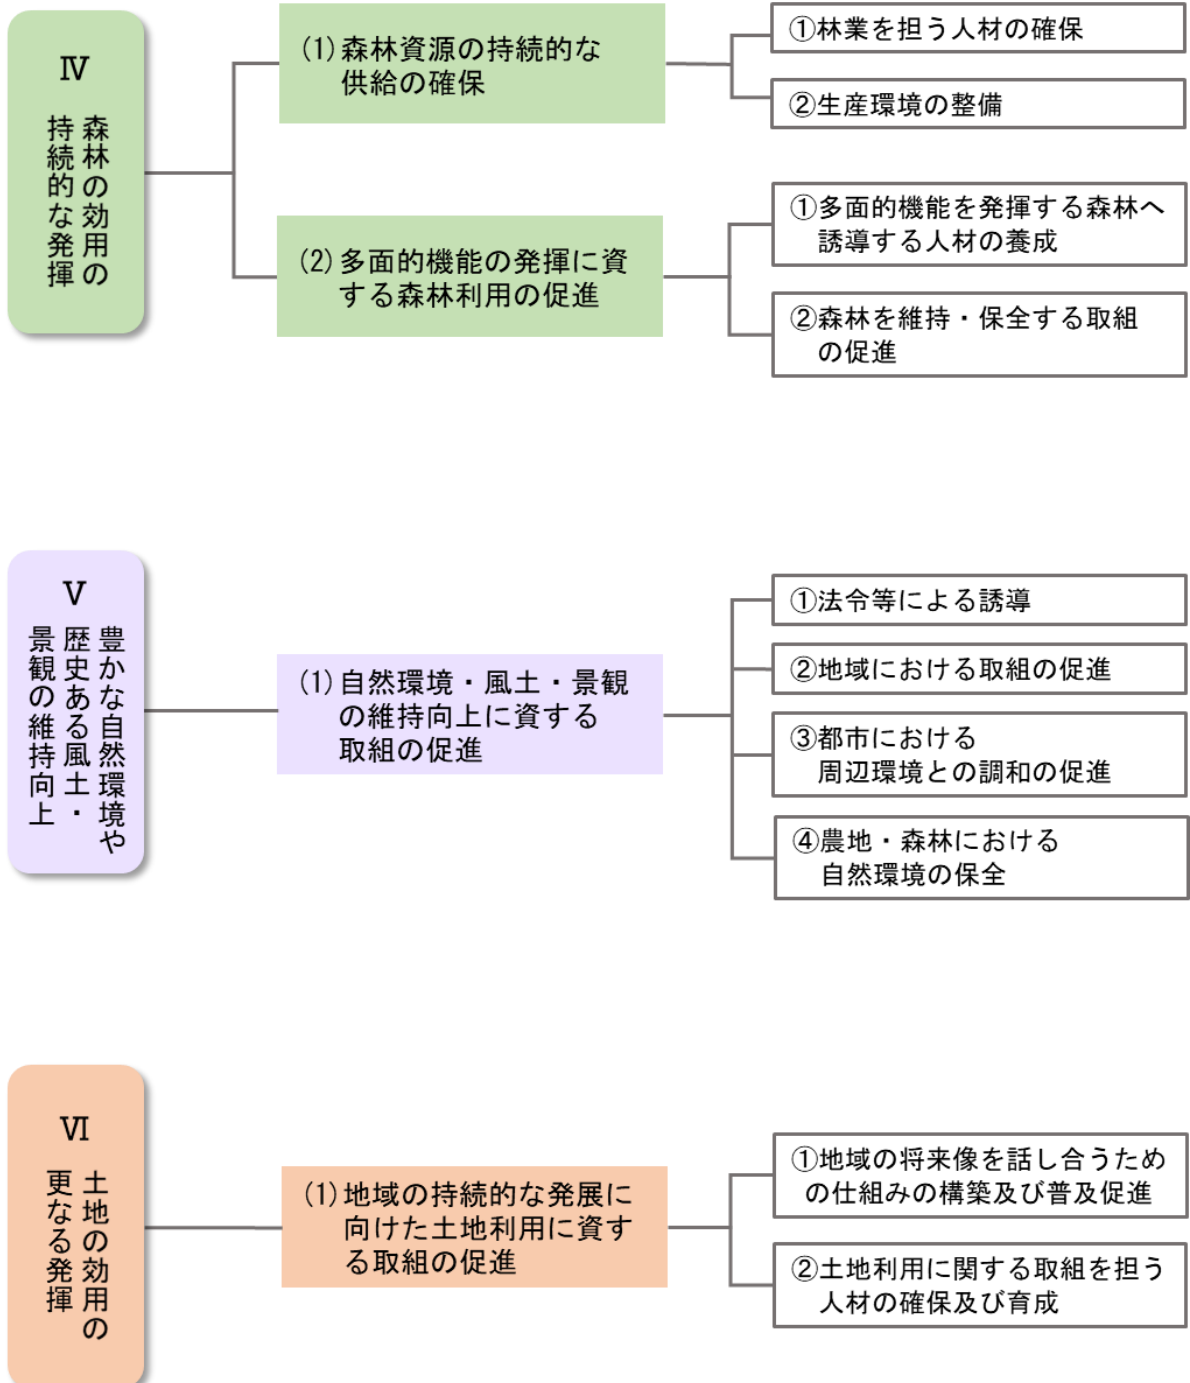 Ⅳ
森林の効用の
持続的な発揮
(1)森林資源の持続的な
供給の確保
①林業を担う人材の確保
②生産環境の整備
(2)多面的機能の発揮に資
する森林利用の促進
①多面的機能を発揮する森林へ
誘導する人材の養成
②森林を維持・保全する取組
の促進
Ⅴ
豊かな自然環境や
歴史ある風土・
景観の維持向上
(1)自然環境・風土・景観
の維持向上に資する
取組の促進
①法令等による誘導
②地域における取組の促進
③都市における
周辺環境との調和の促進
④農地・森林における
自然環境の保全
Ⅵ
土地の効用の
更なる発揮
(1)地域の持続的な発展に
向けた土地利用に資す
る取組の促進
①地域の将来像を話し合うため
の仕組みの構築及び普及促進
②土地利用に関する取組を担う
人材の確保及び育成